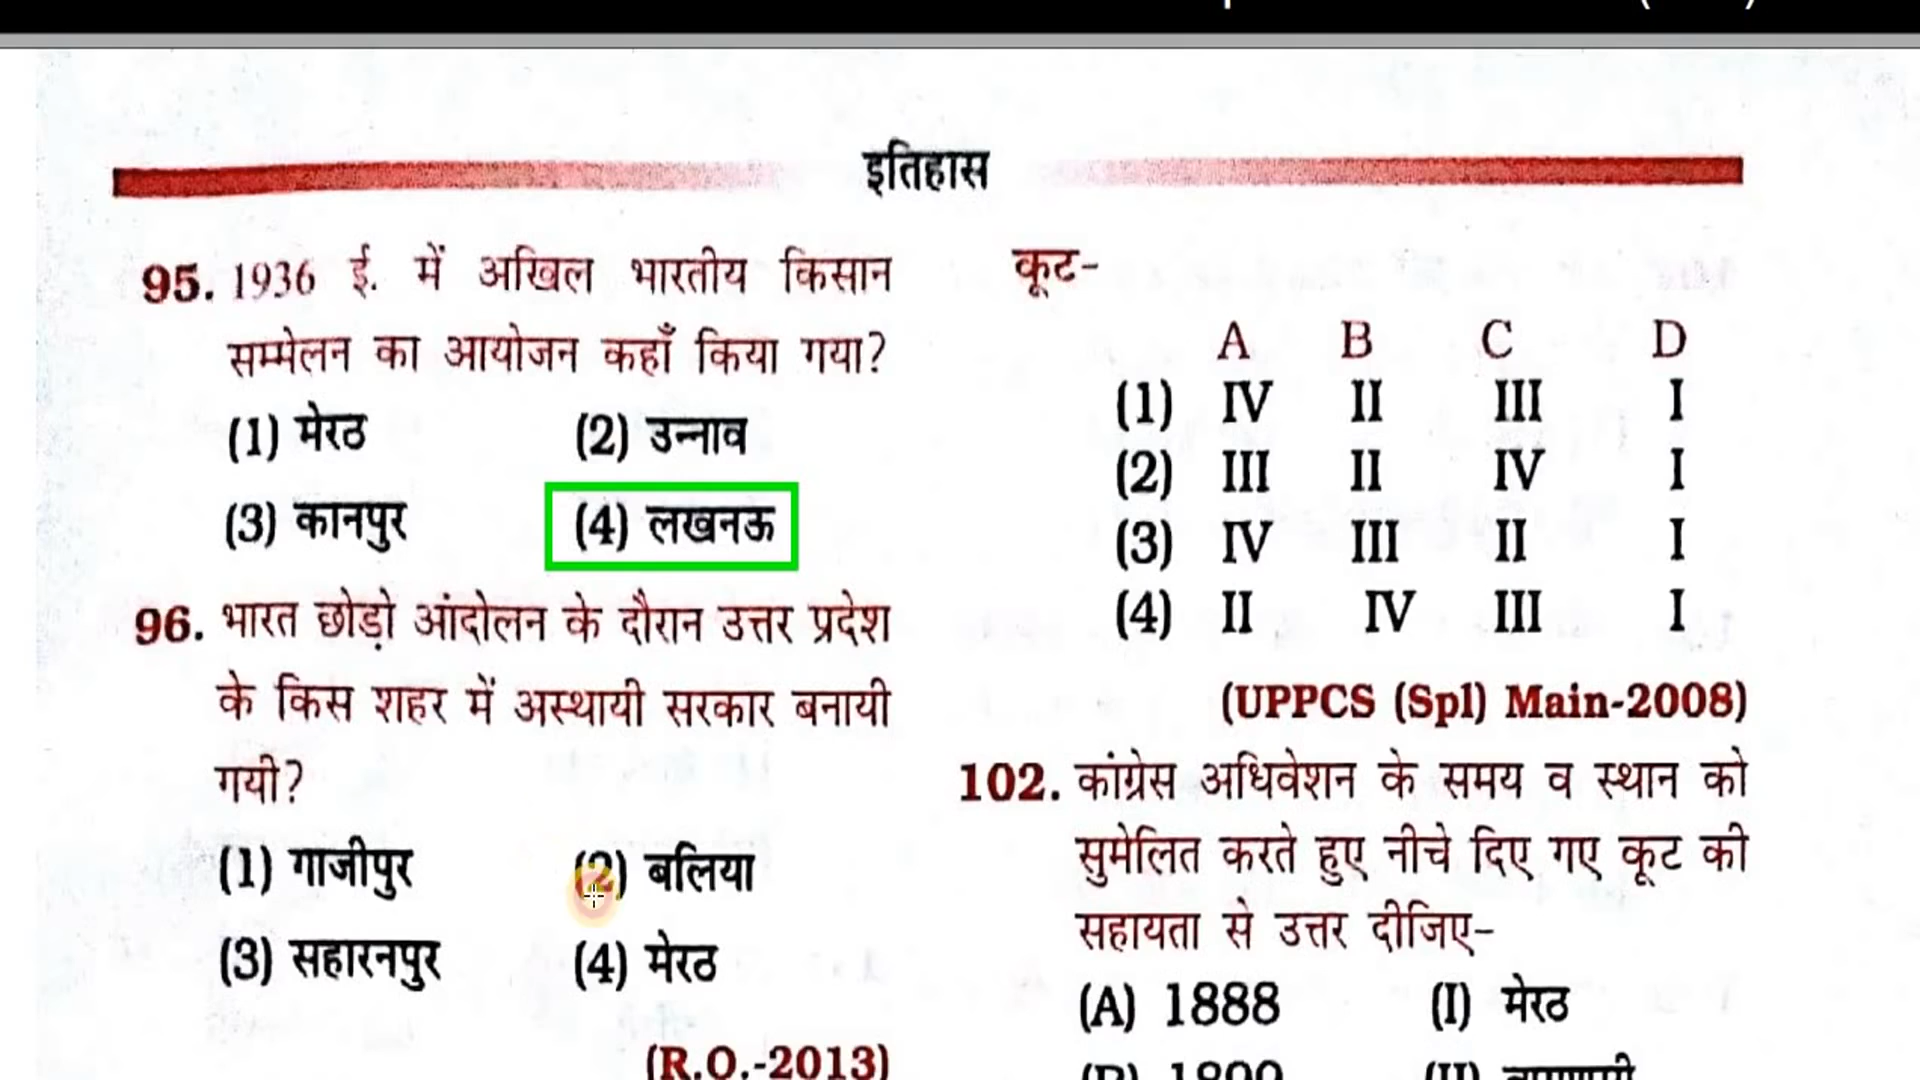 इतिहास
95. 1936 ई. में अखिल भारतीय किसान
सम्मेलन का आयोजन कहाँ किया गया?
(1) मेरठ (2) उन्नाव
(3) कानपुर (4) लखनऊ
96. भारत छोड़ो आंदोलन के दौरान उत्तर प्रदेश
के किस शहर में अस्थायी सरकार बनायी
गयी?
(1) गाजीपुर (2) बलिया
(3) सहारनपुर (4) मेरठ
(R.O.-2013)
कूट-
A B C D
(1) IV II III I
(2) III II IV I
(3) IV III II I
(4) II IV III I
(UPPCS (Spl) Main-2008)
102. कांग्रेस अधिवेशन के समय व स्थान को
सुमेलित करते हुए नीचे दिए गए कूट की
सहायता से उत्तर दीजिए-
(A) 1888 (I) मेरठ